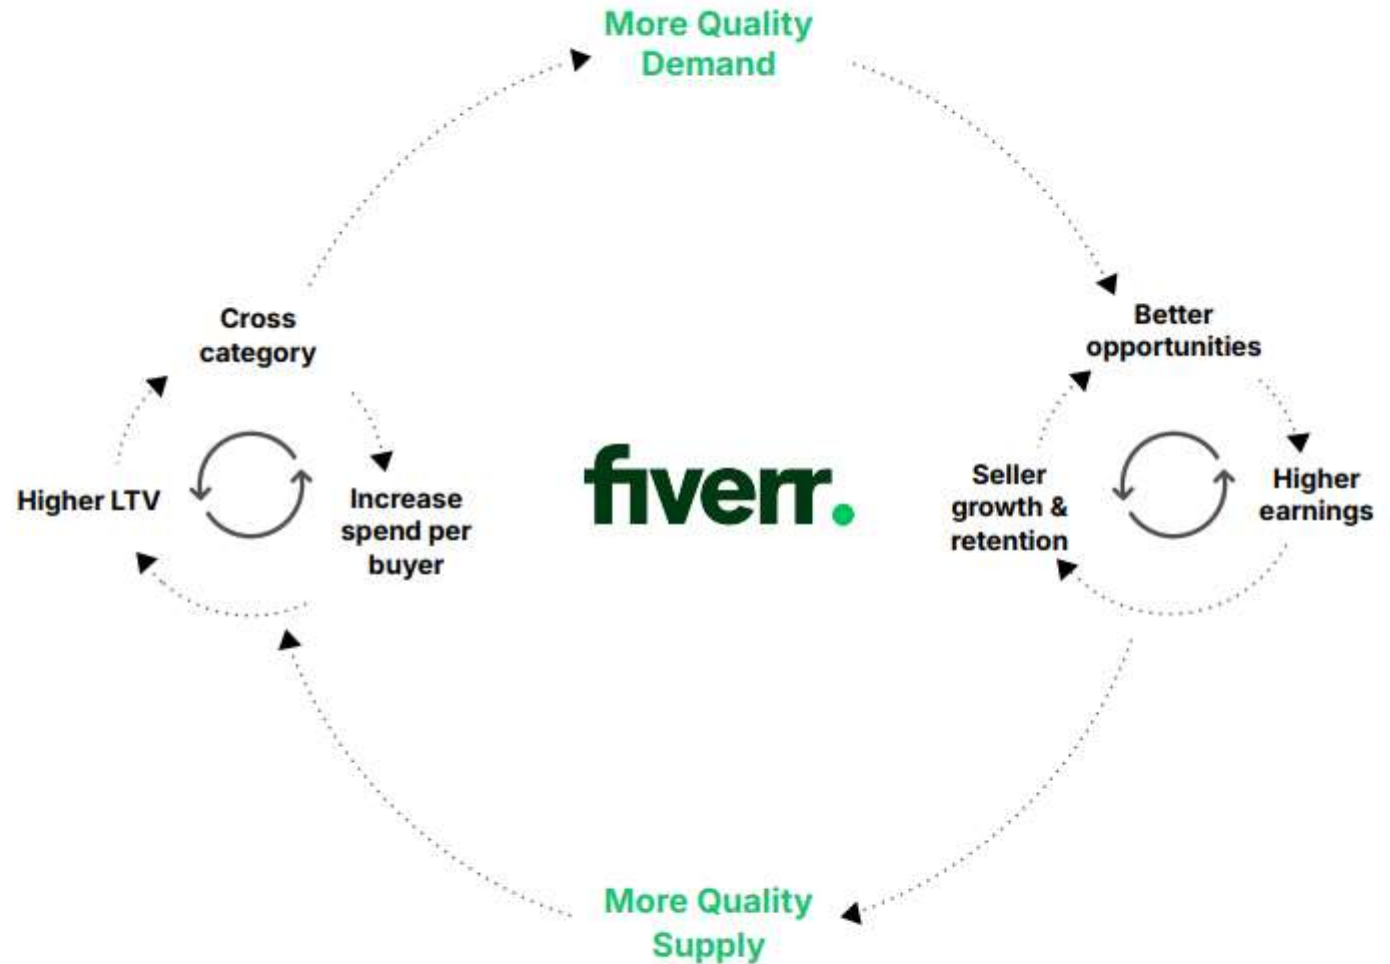 More Quality
Demand
Cross
category
Better
opportunities
Higher LTV
Increase
spend per
buyer
fiverr.
Seller
growth &
retention
Higher
earnings
More Quality
Supply